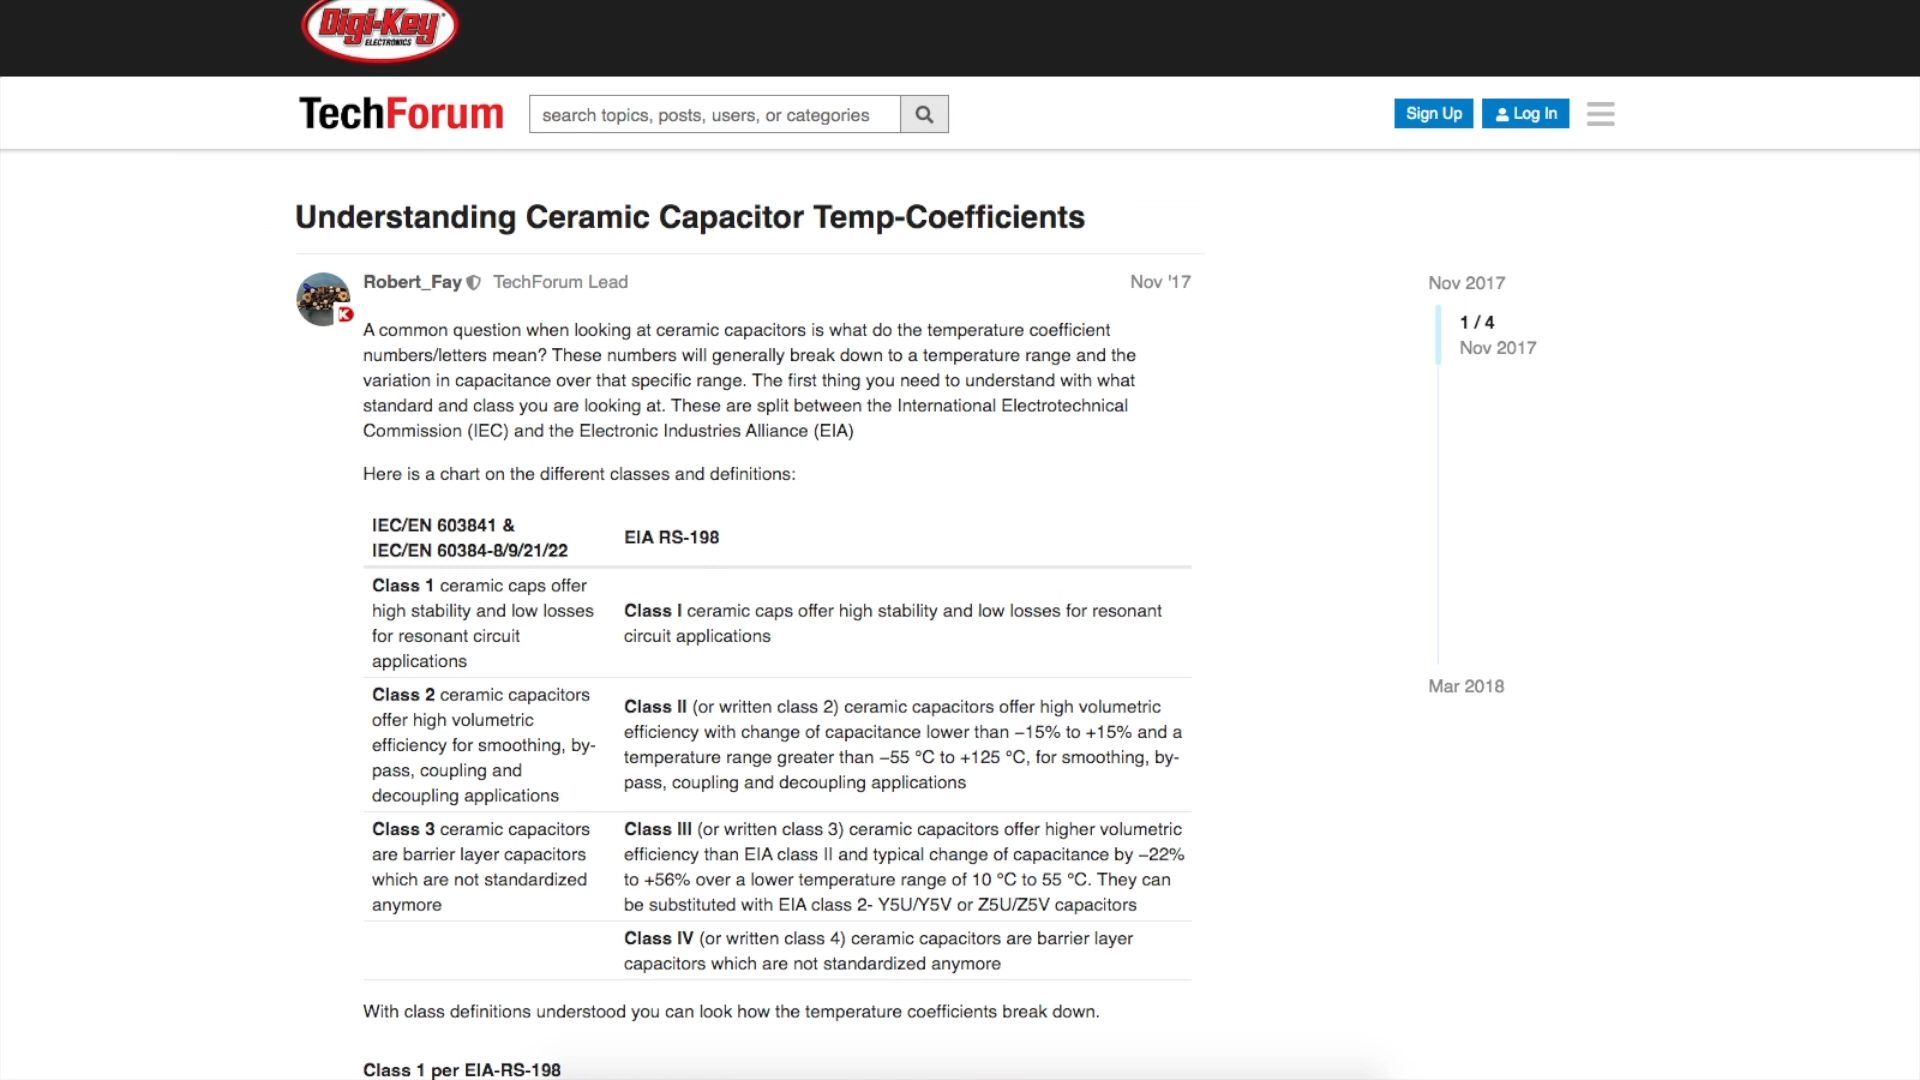 Digi-Key
ELECTRONICS
TechForum
search topics, posts, users, or categories
Sign Up
Log In
Understanding Ceramic Capacitor Temp-Coefficients
Robert_Fay TechForum Lead
Nov '17
A common question when looking at ceramic capacitors is what do the temperature coefficient
numbers/letters mean? These numbers will generally break down to a temperature range and the
variation in capacitance over that specific range. The first thing you need to understand with what
standard and class you are looking at. These are split between the International Electrotechnical
Commission (IEC) and the Electronic Industries Alliance (EIA)
Here is a chart on the different classes and definitions:
IEC/EN 603841 &
IEC/EN 60384-8/9/21/22
EIA RS-198
Class 1 ceramic caps offer
high stability and low losses
for resonant circuit
applications
Class I ceramic caps offer high stability and low losses for resonant
circuit applications
Class 2 ceramic capacitors
offer high volumetric
efficiency for smoothing, by-
pass, coupling and
decoupling applications
Class II (or written class 2) ceramic capacitors offer high volumetric
efficiency with change of capacitance lower than −15% to +15% and a
temperature range greater than −55 °C to +125 °C, for smoothing, by-
pass, coupling and decoupling applications
Class 3 ceramic capacitors
are barrier layer capacitors
which are not standardized
anymore
Class III (or written class 3) ceramic capacitors offer higher volumetric
efficiency than EIA class II and typical change of capacitance by −22%
to +56% over a lower temperature range of 10 °C to 55 °C. They can
be substituted with EIA class 2- Y5U/Y5V or Z5U/Z5V capacitors
Class IV (or written class 4) ceramic capacitors are barrier layer
capacitors which are not standardized anymore
With class definitions understood you can look how the temperature coefficients break down.
Class 1 per EIA-RS-198
Nov 2017
1 / 4
Nov 2017
Mar 2018